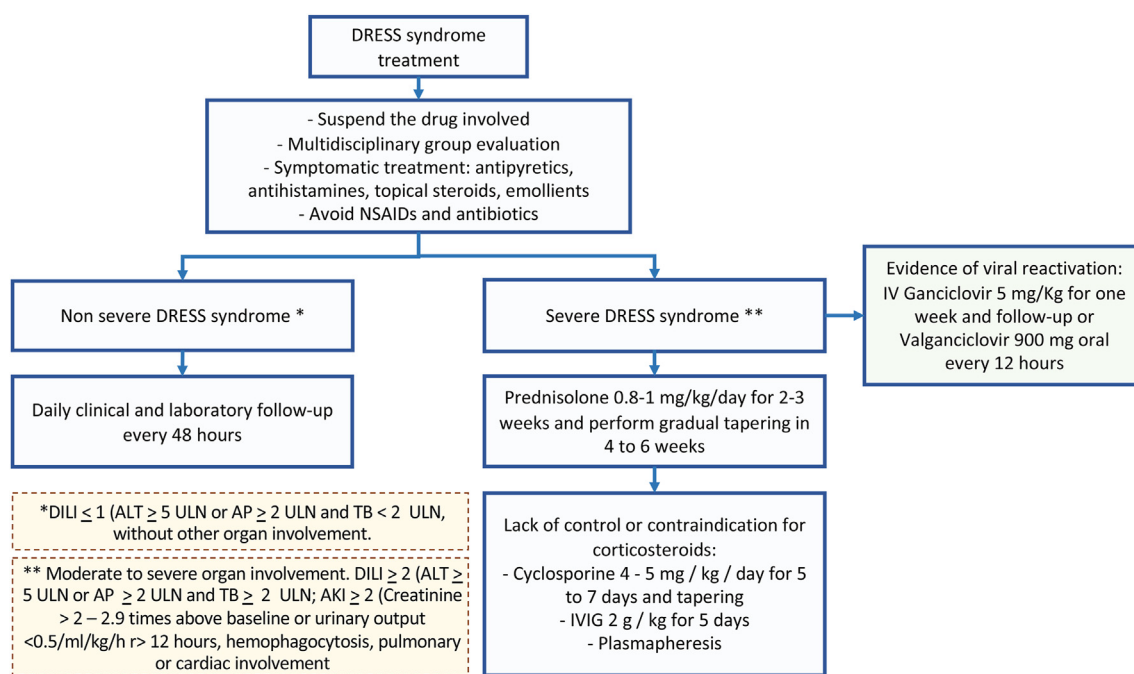 DRESS syndrome
treatment
- Suspend the drug involved
- Multidisciplinary group evaluation
- Symptomatic treatment: antipyretics,
antihistamines, topical steroids, emollients
- Avoid NSAIDs and antibiotics
Non severe DRESS syndrome *
Daily clinical and laboratory follow-up
every 48 hours
Severe DRESS syndrome **
Evidence of viral reactivation:
IV Ganciclovir 5 mg/Kg for one
week and follow-up or
Valganciclovir 900 mg oral
every 12 hours
Prednisolone 0.8-1 mg/kg/day for 2-3
weeks and perform gradual tapering in
4 to 6 weeks
Lack of control or contraindication for
corticosteroids:
- Cyclosporine 4 - 5 mg / kg / day for 5
to 7 days and tapering
- IVIG 2 g / kg for 5 days
- Plasmapheresis
*DILI ≤ 1 (ALT ≥ 5 ULN or AP ≥ 2 ULN and TB < 2 ULN,
without other organ involvement.
** Moderate to severe organ involvement. DILI ≥ 2 (ALT ≥
5 ULN or AP ≥ 2 ULN and TB ≥ 2 ULN; AKI ≥ 2 (Creatinine
> 2 – 2.9 times above baseline or urinary output
<0.5/ml/kg/h r> 12 hours, hemophagocytosis, pulmonary
or cardiac involvement